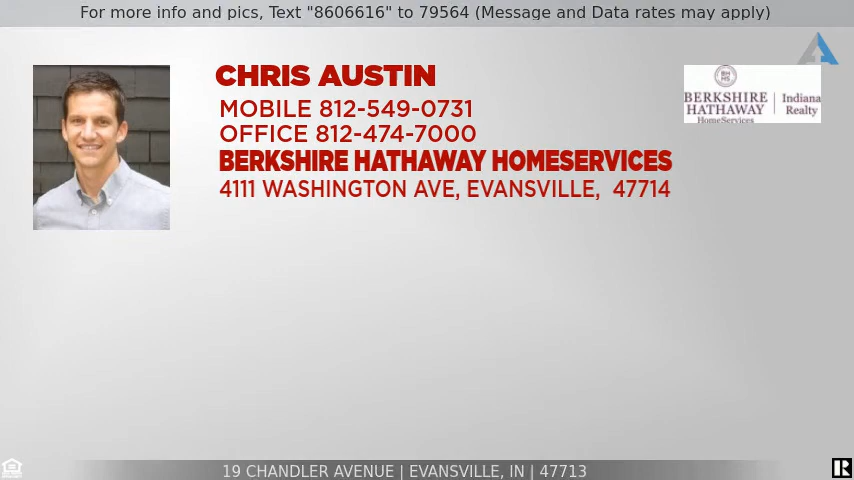 For more info and pics, Text "8606616" to 79564 (Message and Data rates may apply)
CHRIS AUSTIN
MOBILE 812-549-0731
OFFICE 812-474-7000
BERKSHIRE HATHAWAY HOMESERVICES
4111 WASHINGTON AVE, EVANSVILLE,  47714
BH
HS
BERKSHIRE
HATHAWAY
HomeServices
Indiana
Realty
19 CHANDLER AVENUE | EVANSVILLE, IN | 47713